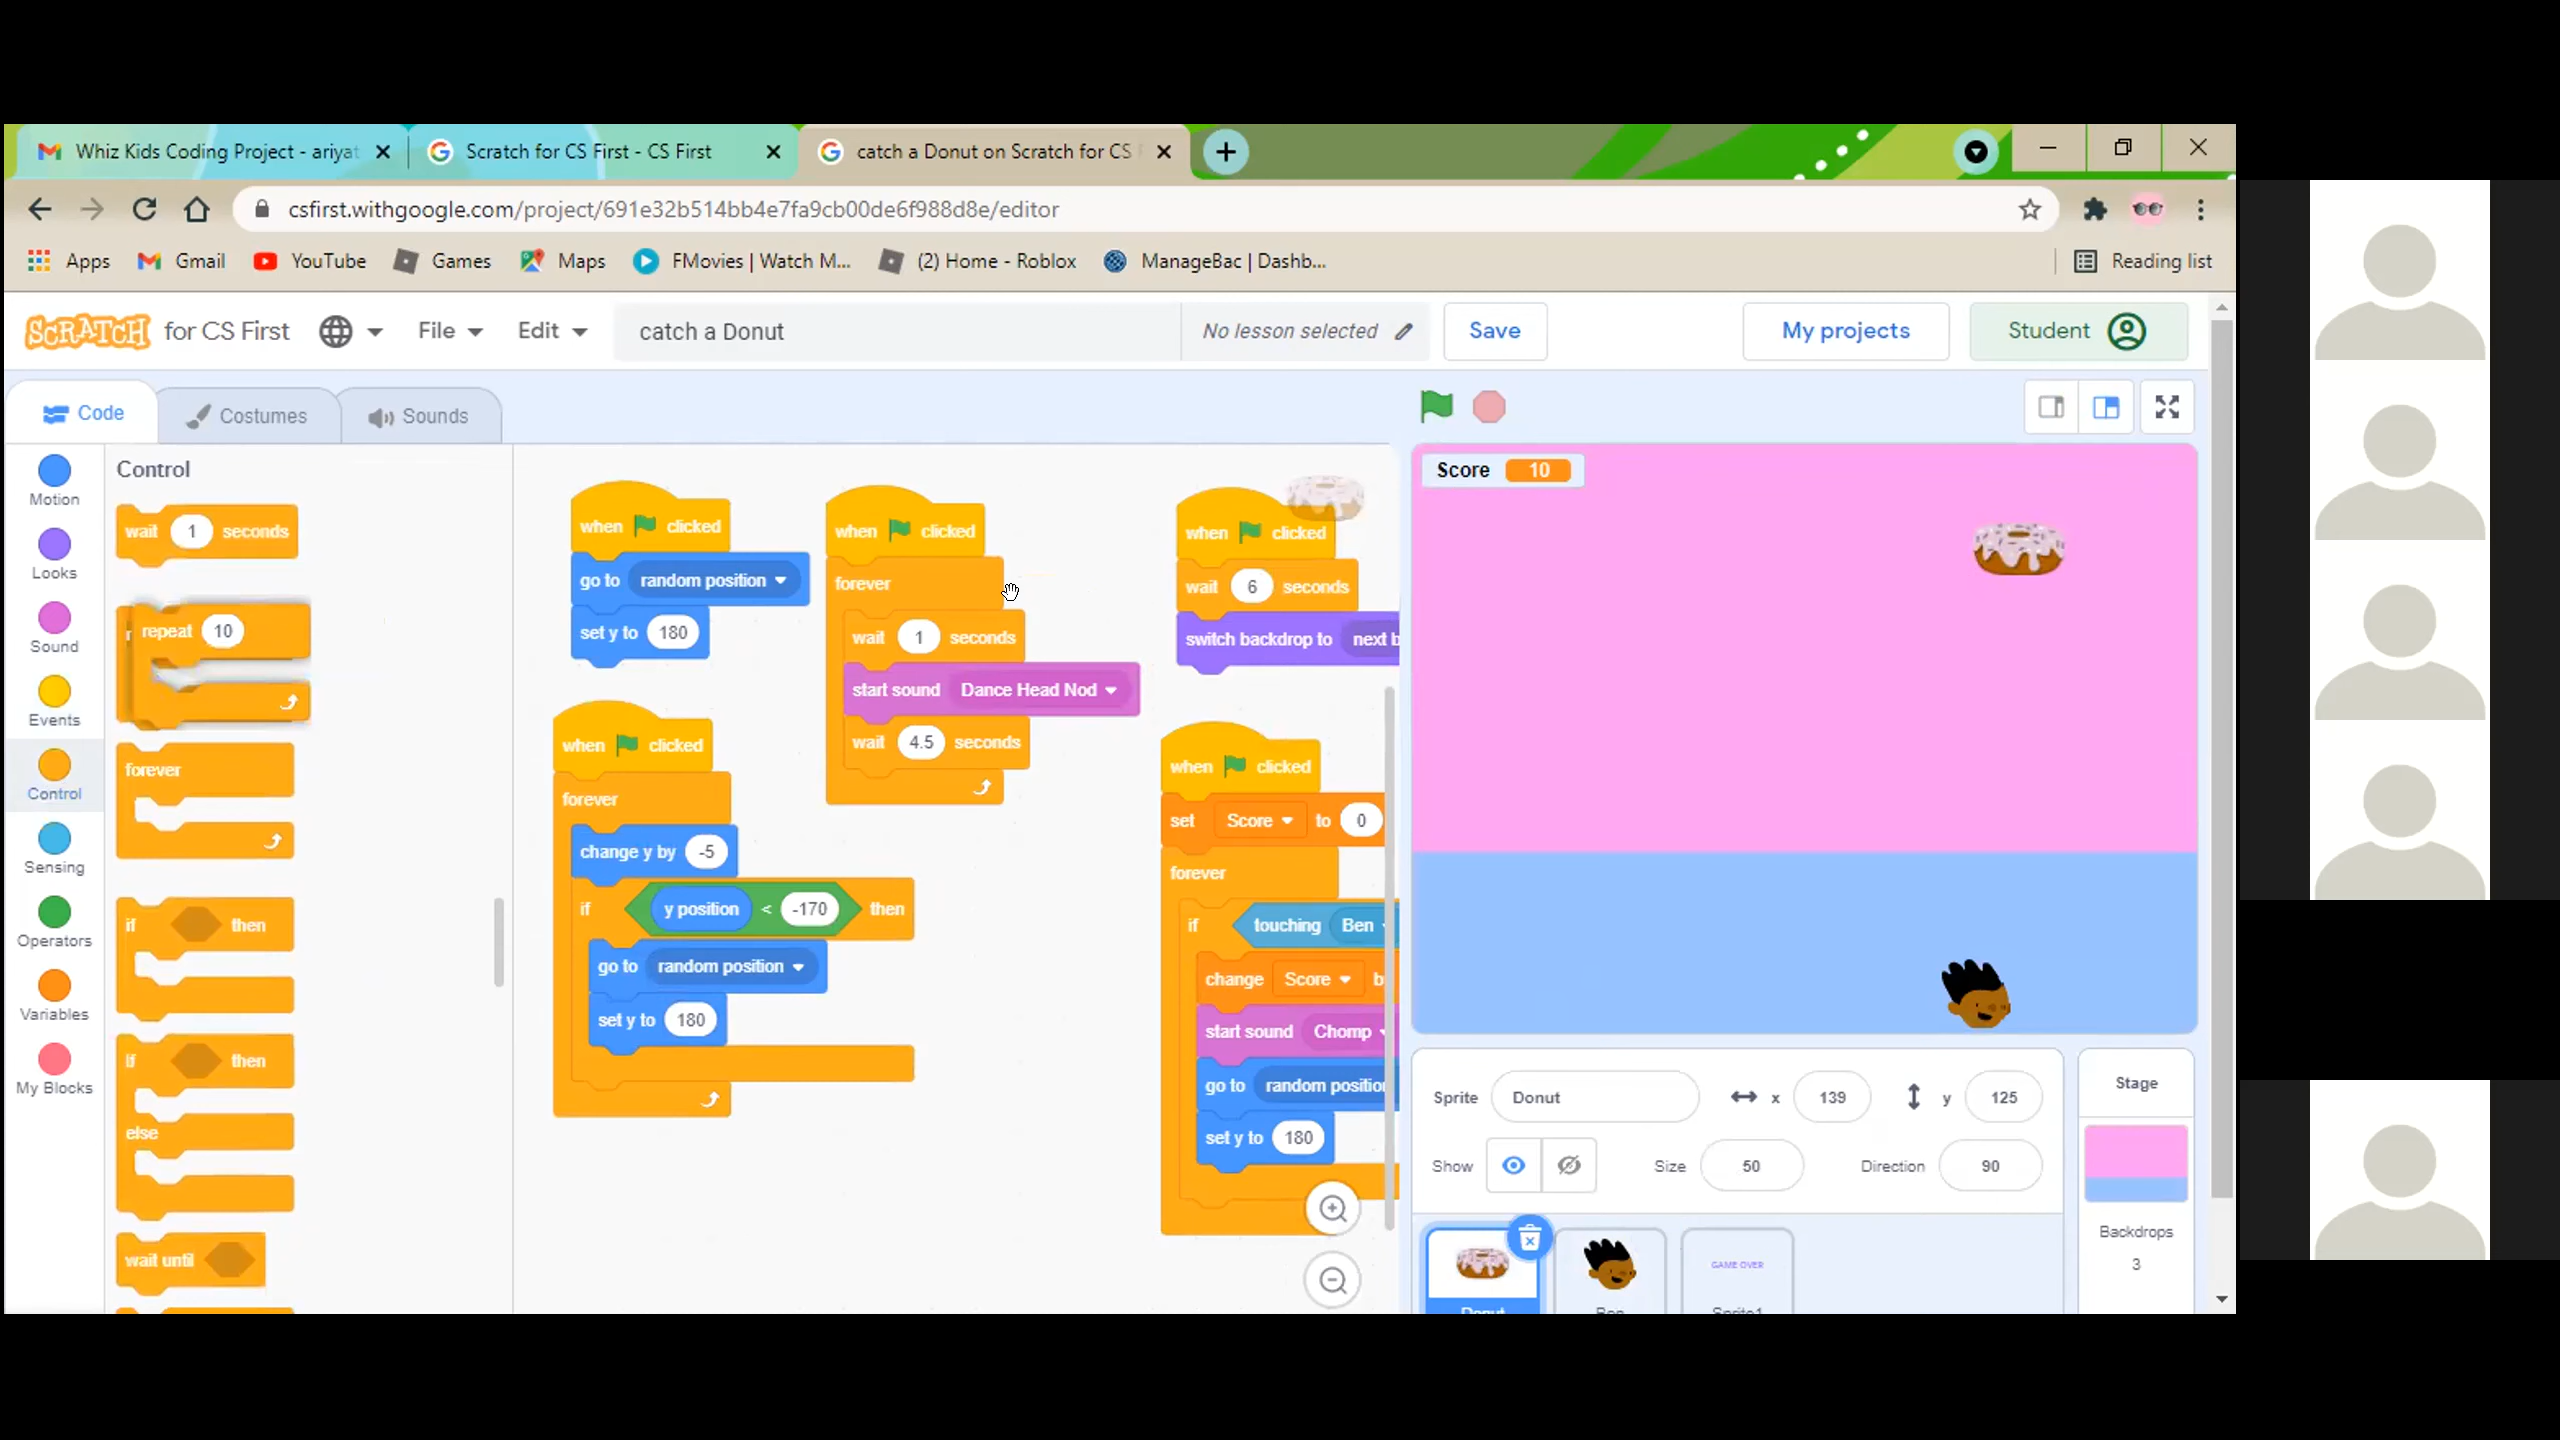 Whiz Kids Coding Project - ariyat
Scratch for CS First - CS First
catch a Donut on Scratch for CS F
csfirst.withgoogle.com/project/691e32b514bb4e7fa9cb00de6f988d8e/editor
Apps
Gmail
YouTube
Games
Maps
FMovies | Watch M...
(2) Home - Roblox
ManageBac | Dashb...
Reading list
SCRATCH for CS First
File
Edit
catch a Donut
No lesson selected
Save
My projects
Student
Code
Costumes
Sounds
Motion
Looks
Sound
Events
Control
Sensing
Operators
Variables
My Blocks
Control
wait 1 seconds
repeat 10
forever
if then
if then
else
wait until
when clicked
go to random position
set y to 180
when clicked
forever
change y by -5
if y position < -170 then
go to random position
set y to 180
when clicked
forever
wait 1 seconds
start sound Dance Head Nod
wait 4.5 seconds
when clicked
wait 6 seconds
switch backdrop to next b
when clicked
set Score to 0
forever
if touching Ben
change Score b
start sound Chomp
go to random positio
set y to 180
Score 10
Sprite Donut x 139 y 125
Show Size 50 Direction 90
Stage
Backdrops
3
GAME OVER
Donut
Ben
Sprite1